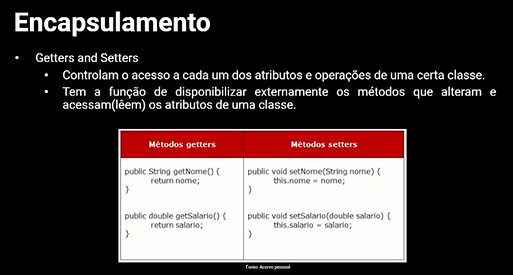 Encapsulamento
• Getters and Setters
• Controlam o acesso a cada um dos atributos e operações de uma certa classe.
• Tem a função de disponibilizar externamente os métodos que alteram e
acessam(lêem) os atributos de uma classe.
Métodos getters
Métodos setters
public String getNome() {
return nome;
}
public void setNome(String nome) {
this.nome = nome;
}
public double getSalario() {
return salario;
}
public void setSalario(double salario) {
this.salario = salario;
}
Fonte: Acervo pessoal